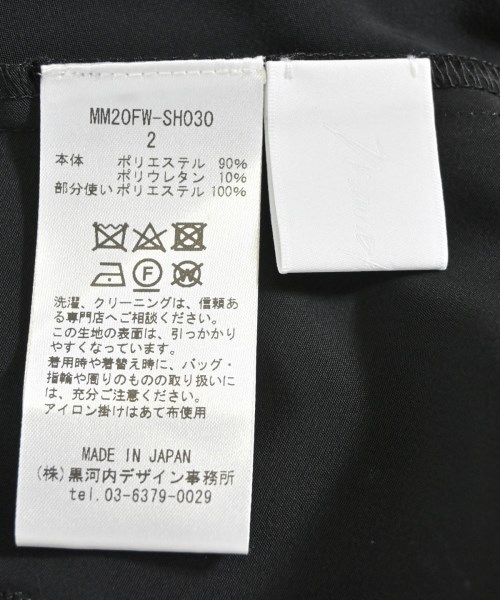 MM20FW-SH030
2
本体 ポリエステル 90%
ポリウレタン 10%
部分使い ポリエステル 100%
F W
洗濯、クリーニングは、信頼あ
る専門店へご相談ください。
この生地の表面は、引っかかり
やすくなっています。
着用時や着替え時に、バッグ・
指輪や周りのものの取り扱いに
は、充分ご注意ください。
アイロン掛けはあて布使用
MADE IN JAPAN
(株)黒河内デザイン事務所
tel.03-6379-0029